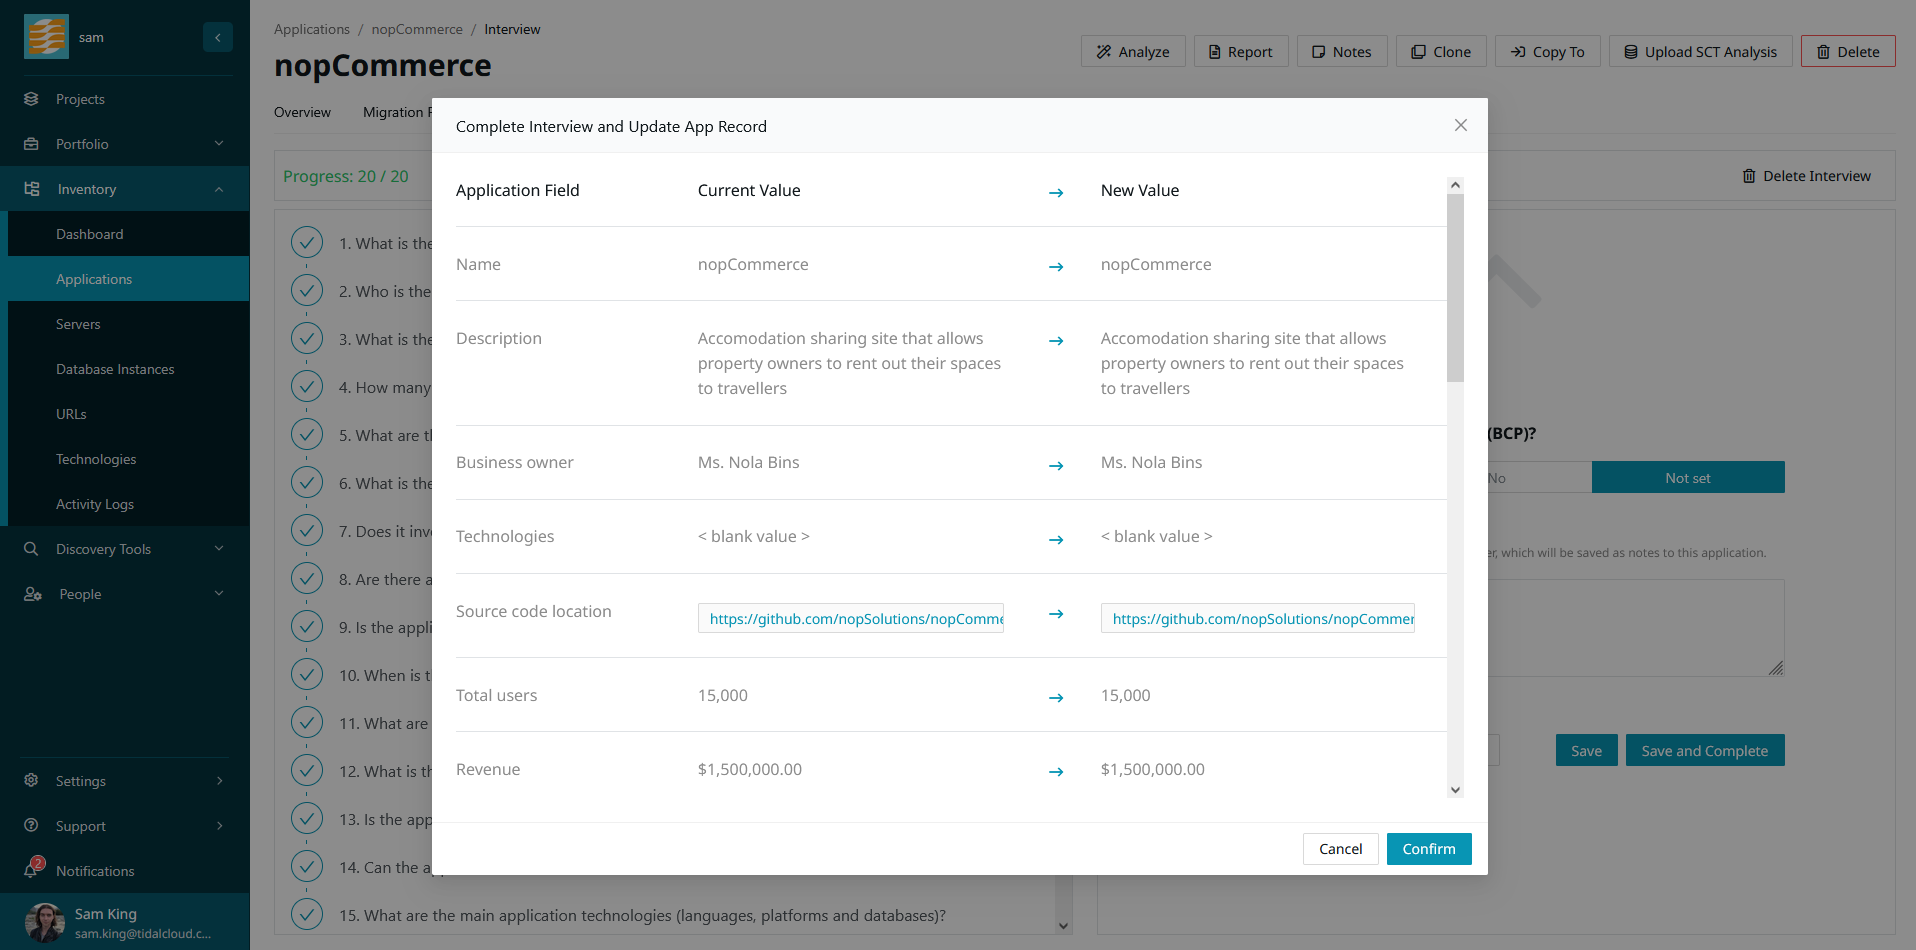 sam
Projects
Portfolio
Inventory
Dashboard
Applications
Servers
Database Instances
URLs
Technologies
Activity Logs
Discovery Tools
People
Settings
Support
2
Notifications
Sam King
sam.king@tidalcloud.c...
Applications / nopCommerce / Interview
nopCommerce
Analyze
Report
Notes
Clone
Copy To
Upload SCT Analysis
Delete
Overview
Migration
Progress: 20 / 20
Delete Interview
1. What is the
2. Who is the
3. What is the
4. How many
5. What are
6. What is the
7. Does it
8. Are there
9. Is the
10. When is
11. What are
12. What is
13. Is the
14. Can the
15. What are the main application technologies (languages, platforms and databases)?
Complete Interview and Update App Record
Application Field Current Value → New Value
Name nopCommerce → nopCommerce
Description Accomodation sharing site that allows → Accomodation sharing site that allows
property owners to rent out their spaces property owners to rent out their spaces
to travellers to travellers
Business owner Ms. Nola Bins → Ms. Nola Bins
Technologies < blank value > → < blank value >
Source code location https://github.com/nopSolutions/nopComme → https://github.com/nopSolutions/nopCommer
Total users 15,000 → 15,000
Revenue $1,500,000.00 → $1,500,000.00
Cancel
Confirm
(BCP)?
No
Not set
which will be saved as notes to this application.
Save
Save and Complete